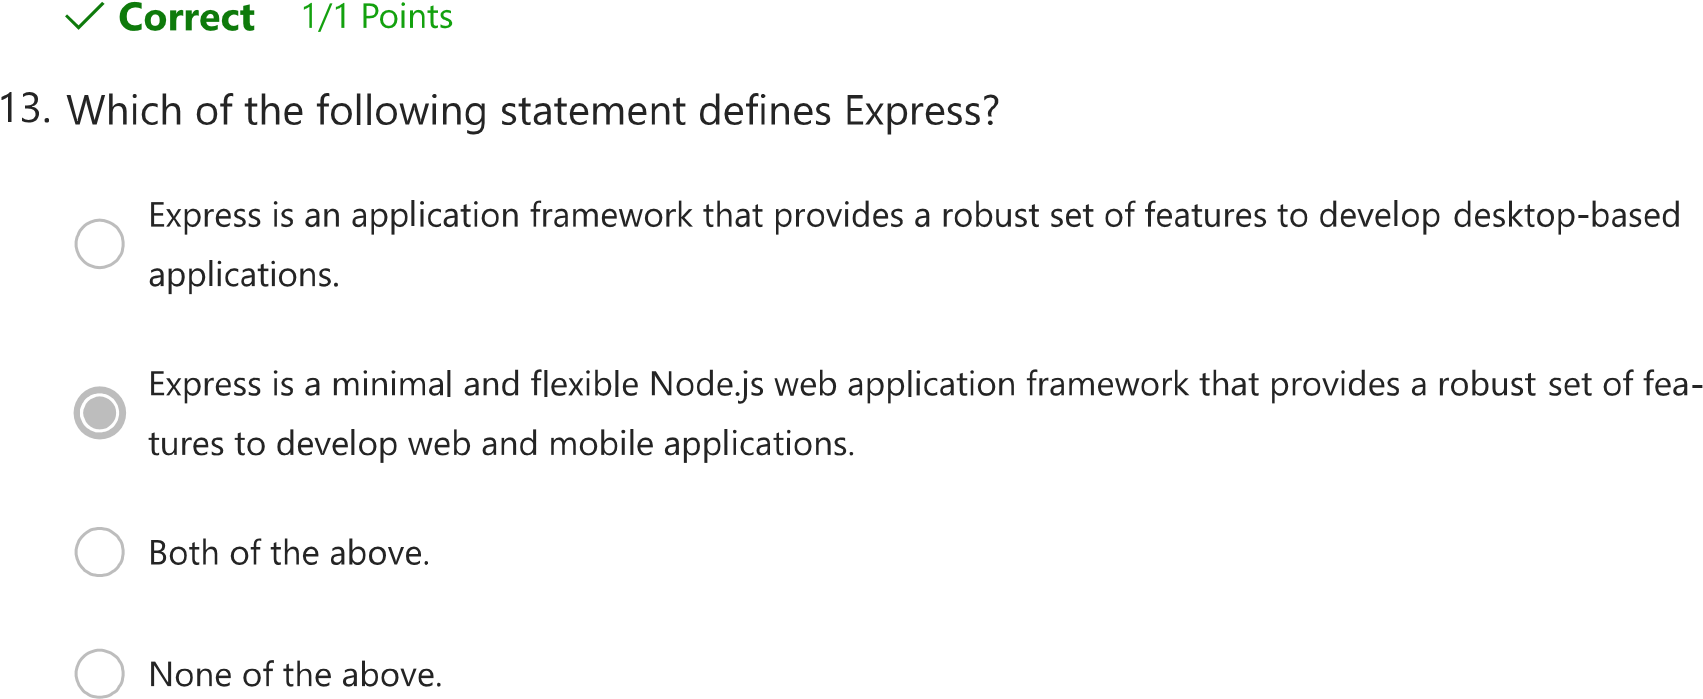 Correct 1/1 Points
13. Which of the following statement defines Express?
Express is an application framework that provides a robust set of features to develop desktop-based
applications.
Express is a minimal and flexible Node.js web application framework that provides a robust set of fea-
tures to develop web and mobile applications.
Both of the above.
None of the above.